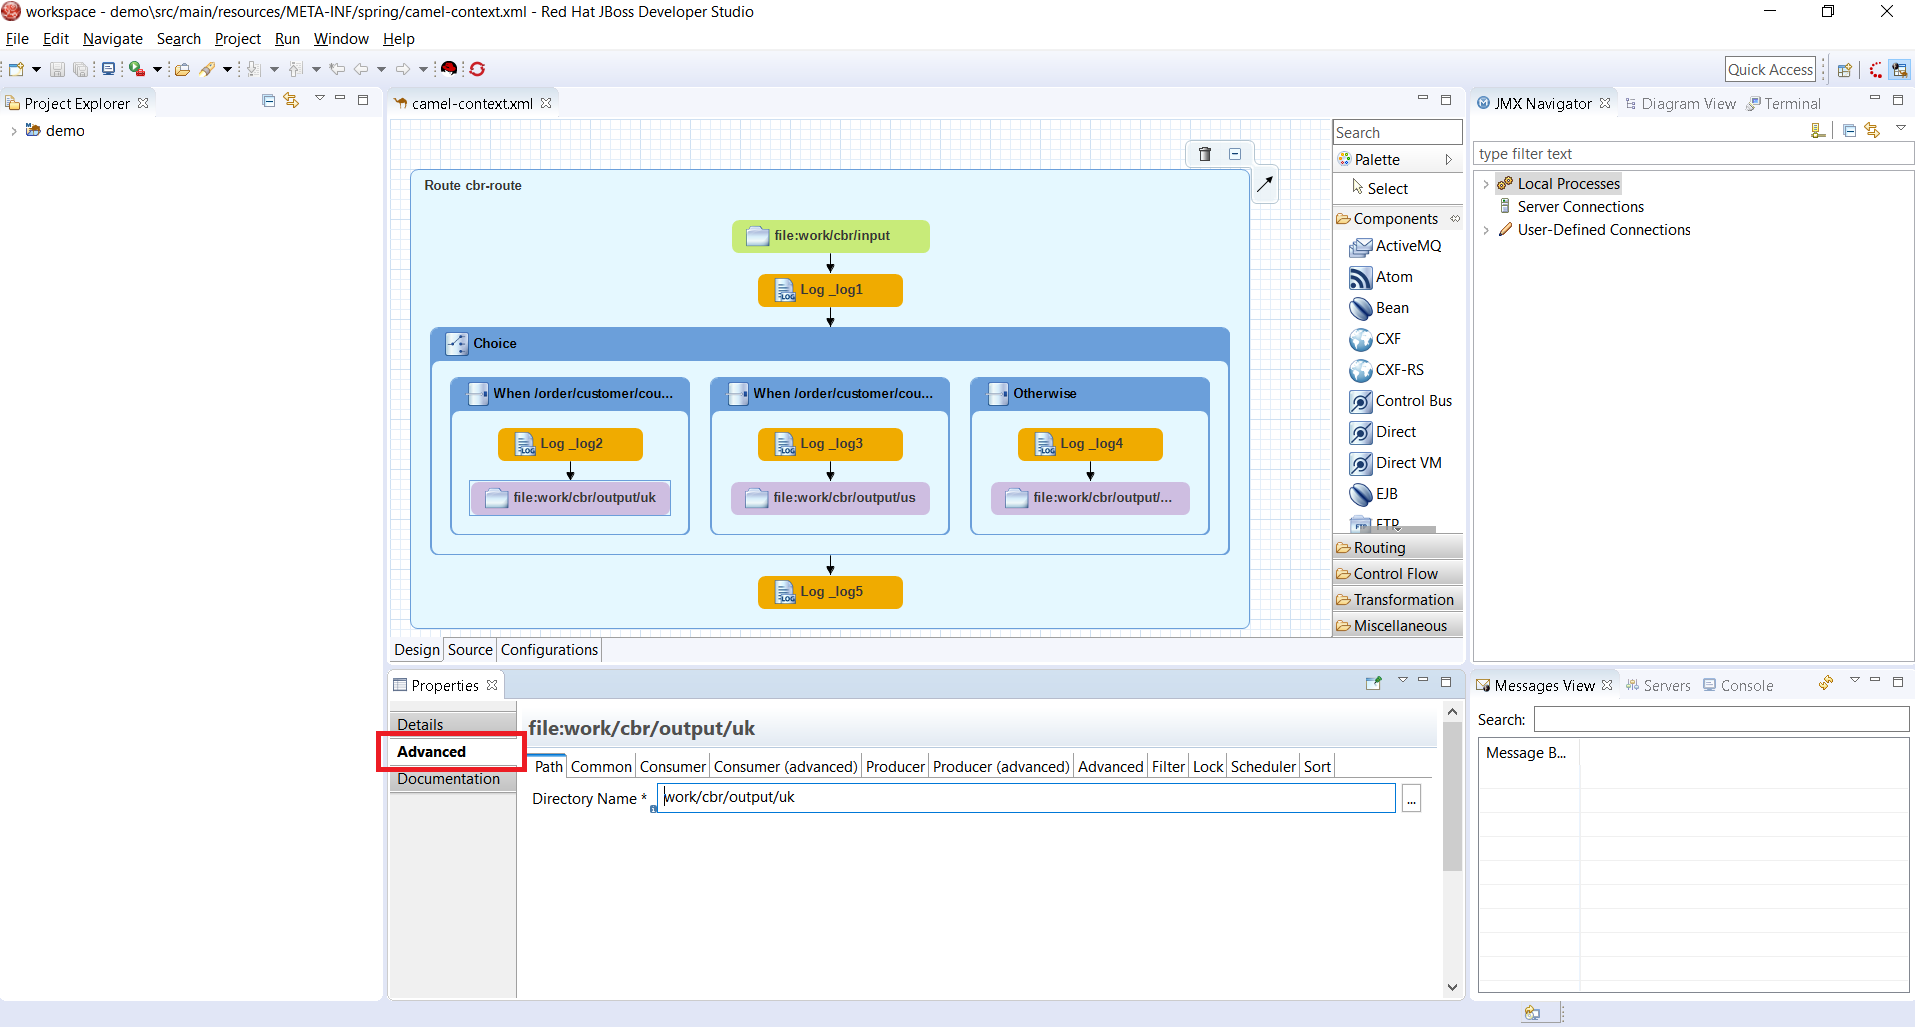 workspace - demo\src/main/resources/META-INF/spring/camel-context.xml - Red Hat JBoss Developer Studio
File Edit Navigate Search Project Run Window Help
Quick Access
Project Explorer
demo
camel-context.xml
Route cbr-route
file:work/cbr/input
Log _log1
Choice
When /order/customer/cou...
When /order/customer/cou...
Otherwise
Log _log2
Log _log3
Log _log4
file:work/cbr/output/uk
file:work/cbr/output/us
file:work/cbr/output/...
Log _log5
Search
Palette
Select
Components
ActiveMQ
Atom
Bean
CXF
CXF-RS
Control Bus
Direct
Direct VM
EJB
FTP
Routing
Control Flow
Transformation
Miscellaneous
Design Source Configurations
JMX Navigator Diagram View Terminal
type filter text
Local Processes
Server Connections
User-Defined Connections
Properties
Details
Advanced
Documentation
file:work/cbr/output/uk
Path Common Consumer Consumer (advanced) Producer Producer (advanced) Advanced Filter Lock Scheduler Sort
Directory Name * work/cbr/output/uk ...
Messages View Servers Console
Search:
Message B...